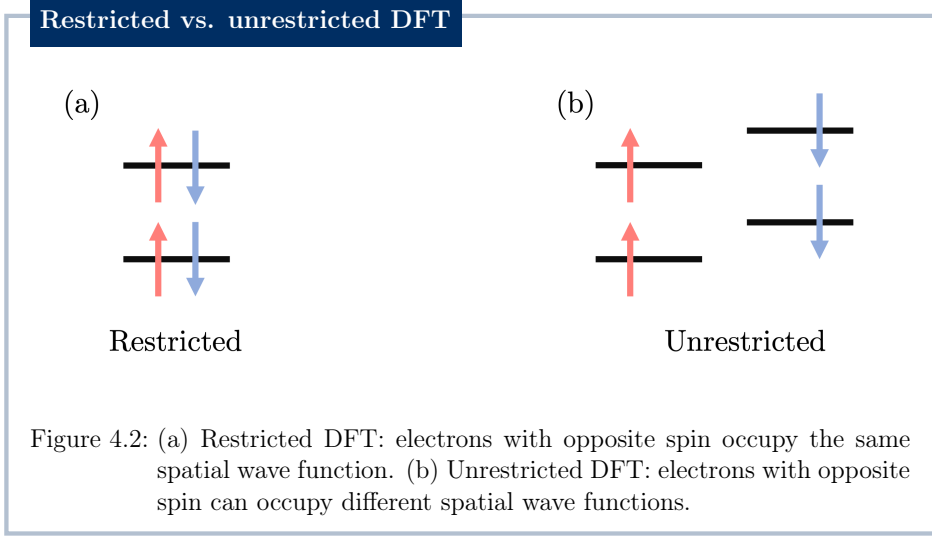 Restricted vs. unrestricted DFT
(a)
(b)
Restricted
Unrestricted
Figure 4.2: (a) Restricted DFT: electrons with opposite spin occupy the same
spatial wave function. (b) Unrestricted DFT: electrons with opposite
spin can occupy different spatial wave functions.